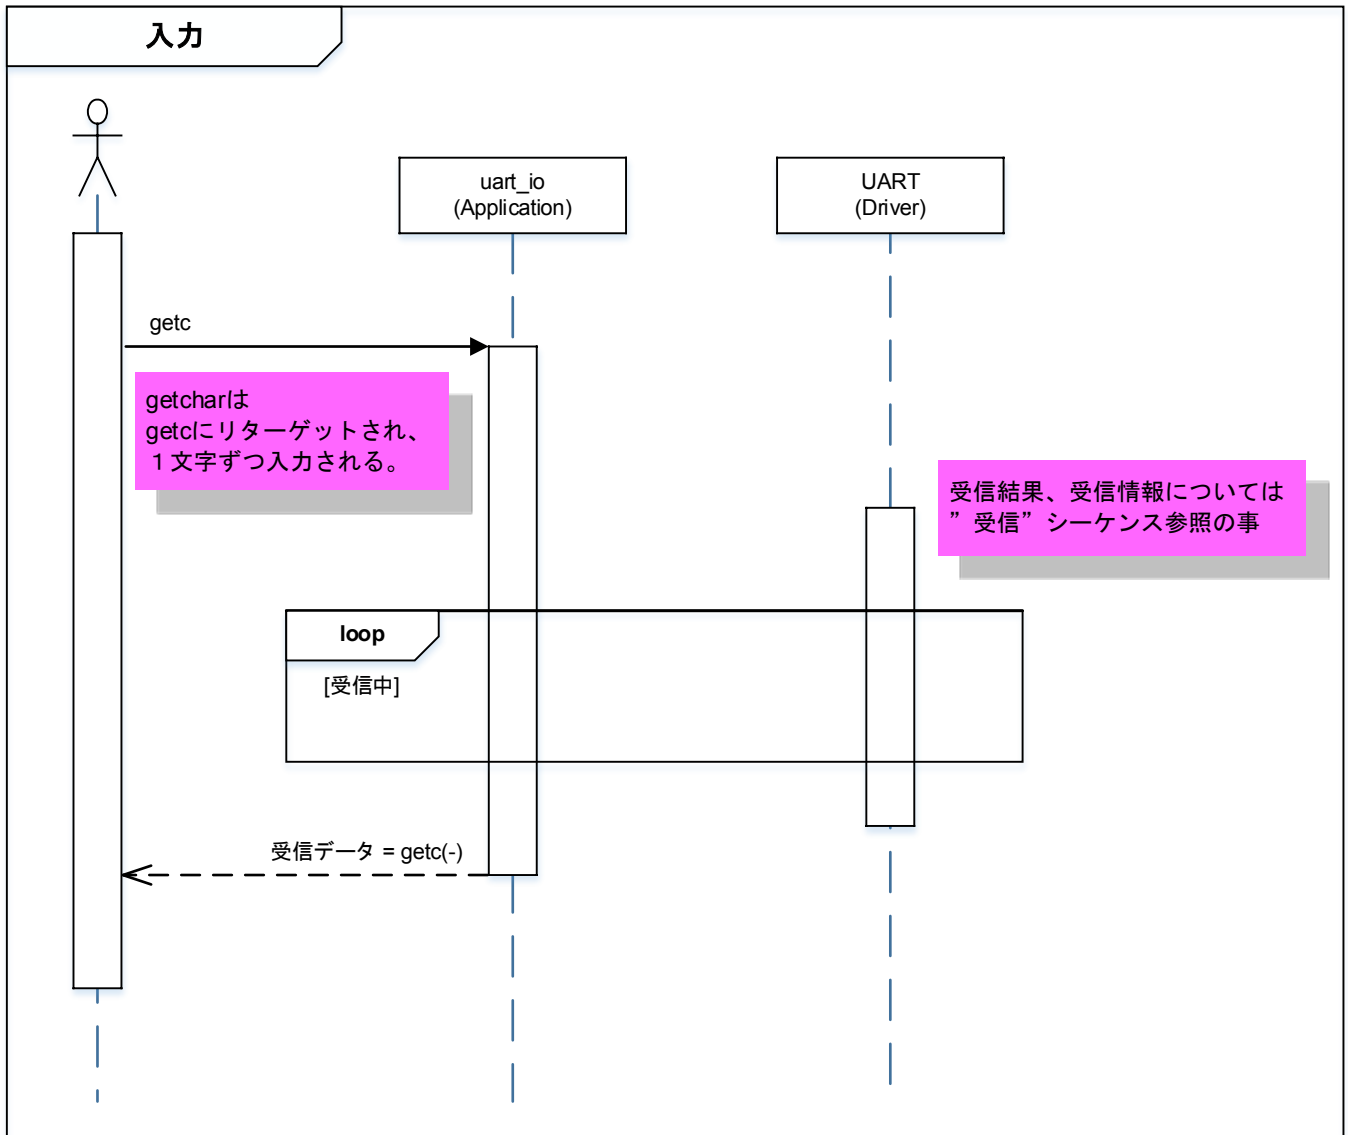 入力
uart_io
(Application)
UART
(Driver)
getc
getcharは
getcにリターゲットされ、
１文字ずつ入力される。
受信結果、受信情報については
”受信”シーケンス参照の事
loop
[受信中]
受信データ = getc(-)